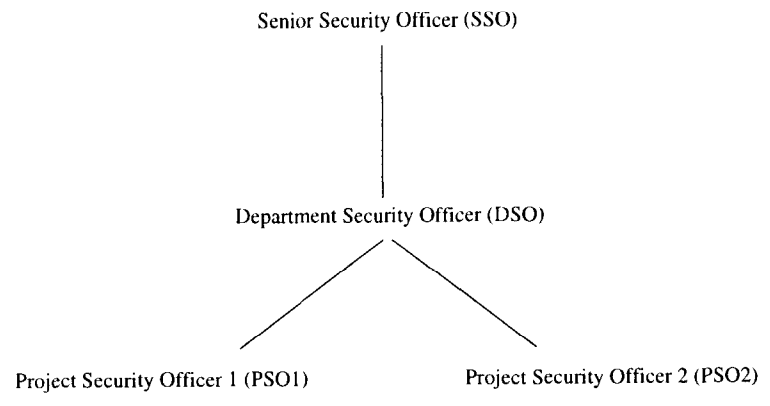 Senior Security Officer (SSO)
Department Security Officer (DSO)
Project Security Officer 1 (PSO1)
Project Security Officer 2 (PSO2)